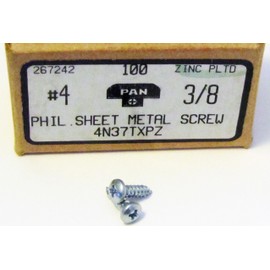 267242 100 ZINC PLTD
#4 PAN 3/8
PHIL. SHEET METAL SCREW
4N37TXPZ